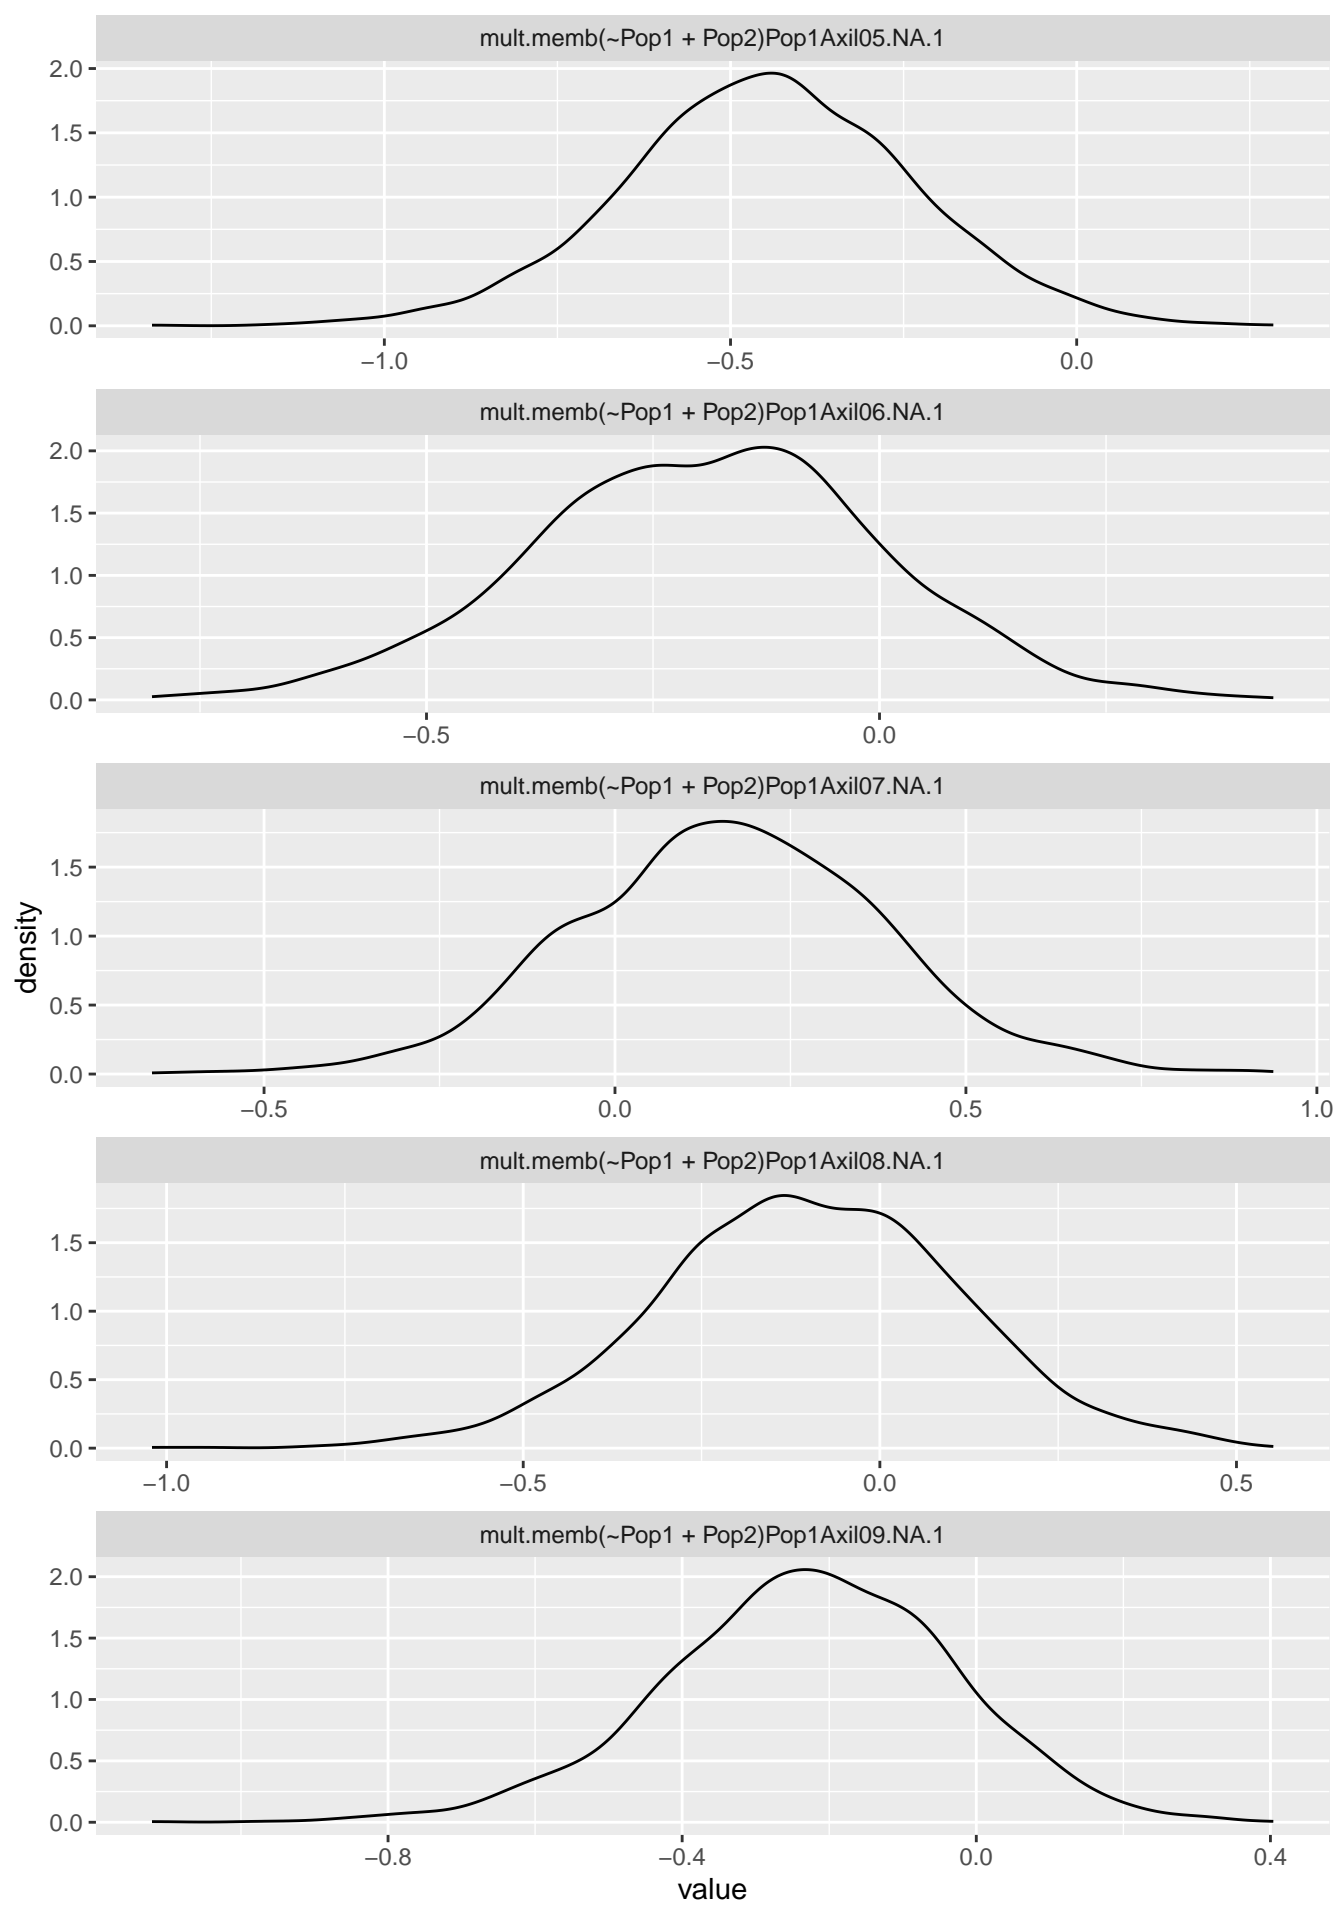 mult.memb(~Pop1 + Pop2)Pop1Axil05.NA.1
2.0
1.5
1.0
0.5
0.0
−1.0 −0.5 0.0
mult.memb(~Pop1 + Pop2)Pop1Axil06.NA.1
2.0
1.5
1.0
0.5
0.0
−0.5 0.0
mult.memb(~Pop1 + Pop2)Pop1Axil07.NA.1
1.5
1.0
0.5
0.0
−0.5 0.0 0.5 1.0
density
mult.memb(~Pop1 + Pop2)Pop1Axil08.NA.1
1.5
1.0
0.5
0.0
−1.0 −0.5 0.0 0.5
mult.memb(~Pop1 + Pop2)Pop1Axil09.NA.1
2.0
1.5
1.0
0.5
0.0
−0.8 −0.4 0.0 0.4
value